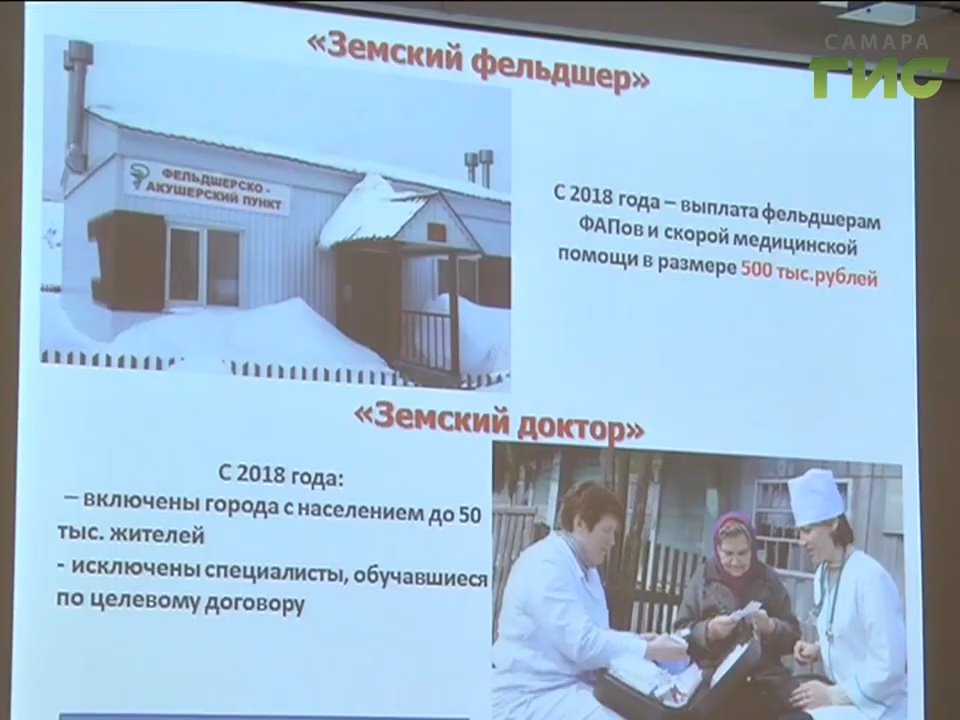 САМАРА
ГИС
«Земский фельдшер»
ФЕЛЬДШЕРСКО-
АКУШЕРСКИЙ ПУНКТ
С 2018 года – выплата фельдшерам
ФАПов и скорой медицинской
помощи в размере 500 тыс.рублей
«Земский доктор»
С 2018 года:
– включены города с населением до 50
тыс. жителей
- исключены специалисты, обучавшиеся
по целевому договору